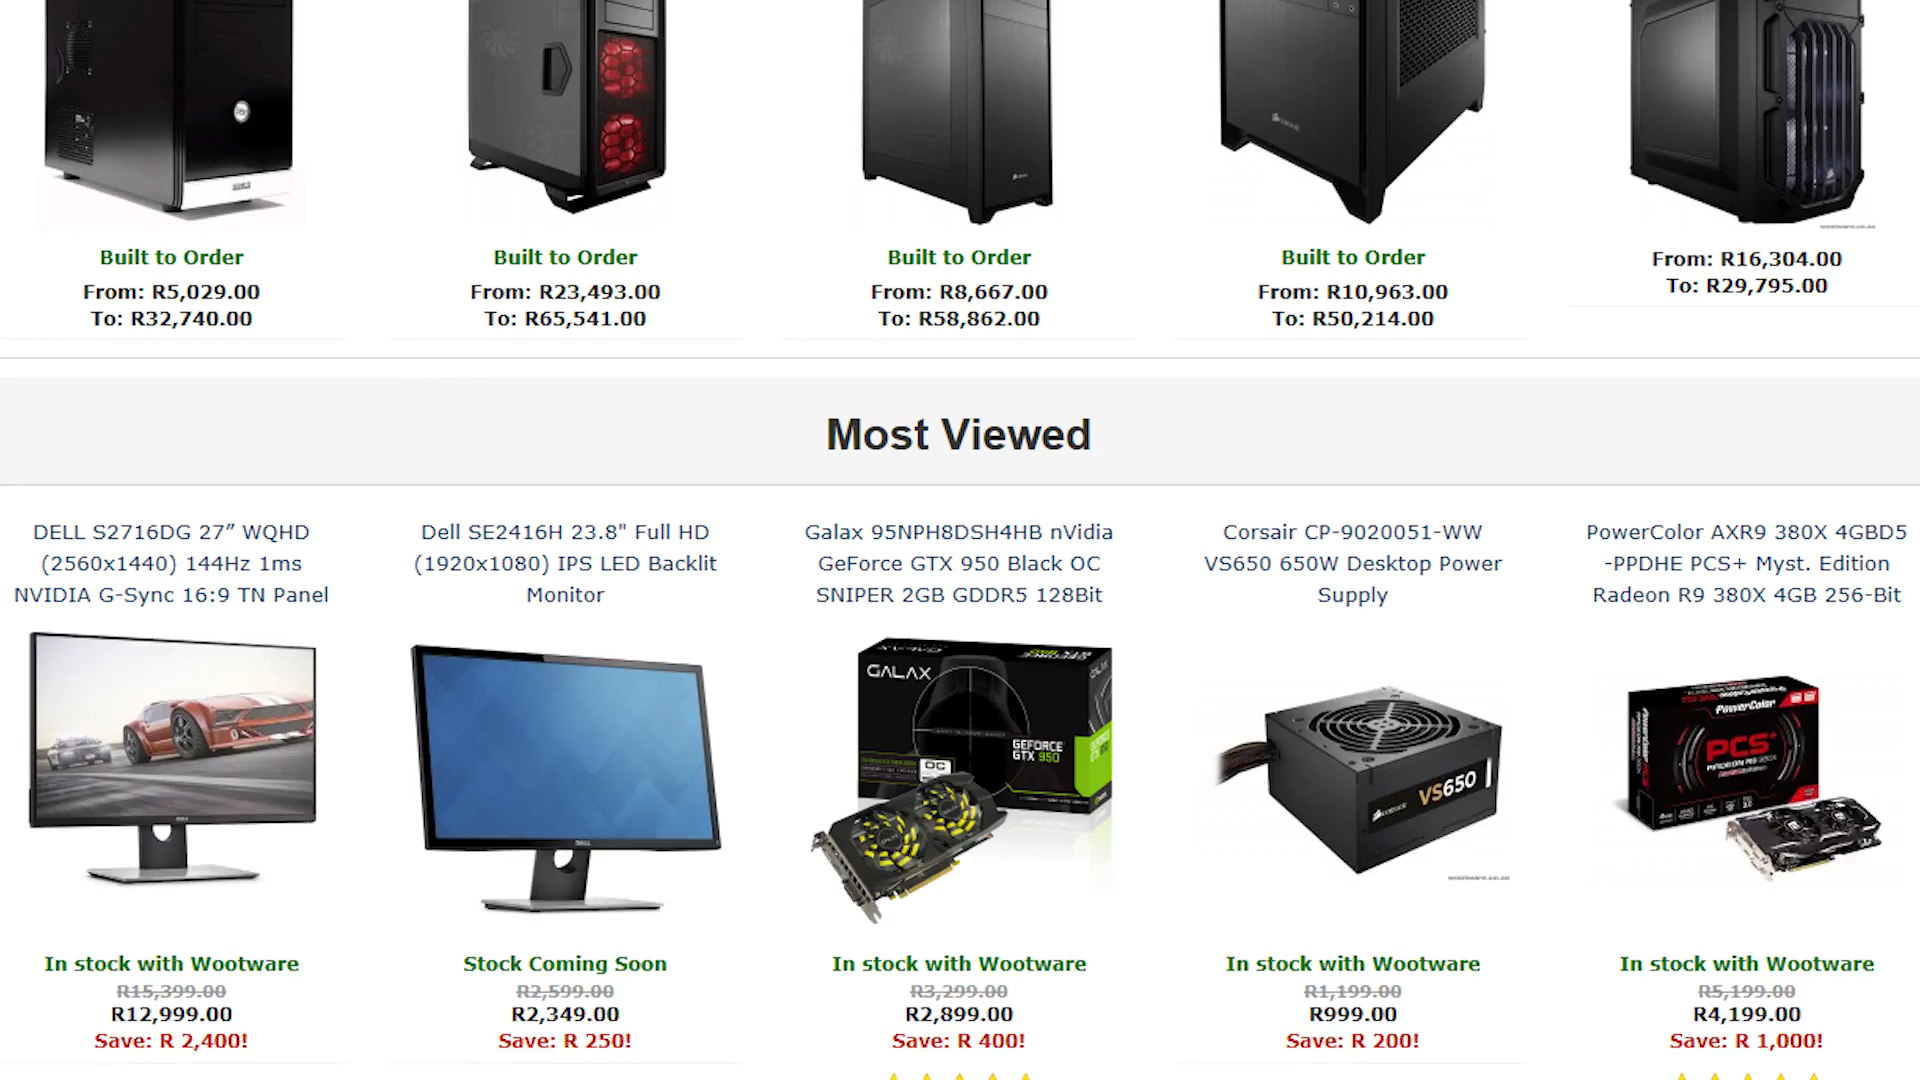 Built to Order
From: R5,029.00
To: R32,740.00
Built to Order
From: R23,493.00
To: R65,541.00
Built to Order
From: R8,667.00
To: R58,862.00
Built to Order
From: R10,963.00
To: R50,214.00
wootware.co.za
From: R16,304.00
To: R29,795.00
Most Viewed
DELL S2716DG 27” WQHD
(2560x1440) 144Hz 1ms
NVIDIA G-Sync 16:9 TN Panel
Dell SE2416H 23.8" Full HD
(1920x1080) IPS LED Backlit
Monitor
Galax 95NPH8DSH4HB nVidia
GeForce GTX 950 Black OC
SNIPER 2GB GDDR5 128Bit
Corsair CP-9020051-WW
VS650 650W Desktop Power
Supply
PowerColor AXR9 380X 4GBD5
-PPDHE PCS+ Myst. Edition
Radeon R9 380X 4GB 256-Bit
DELL
DELL
GALAX
GEFORCE
GTX 950
OC
CORSAIR
VS650
wootware.co.za
PowerColor
PCS+
In stock with Wootware
R15,399.00
R12,999.00
Save: R 2,400!
Stock Coming Soon
R2,599.00
R2,349.00
Save: R 250!
In stock with Wootware
R3,299.00
R2,899.00
Save: R 400!
In stock with Wootware
R1,199.00
R999.00
Save: R 200!
In stock with Wootware
R5,199.00
R4,199.00
Save: R 1,000!